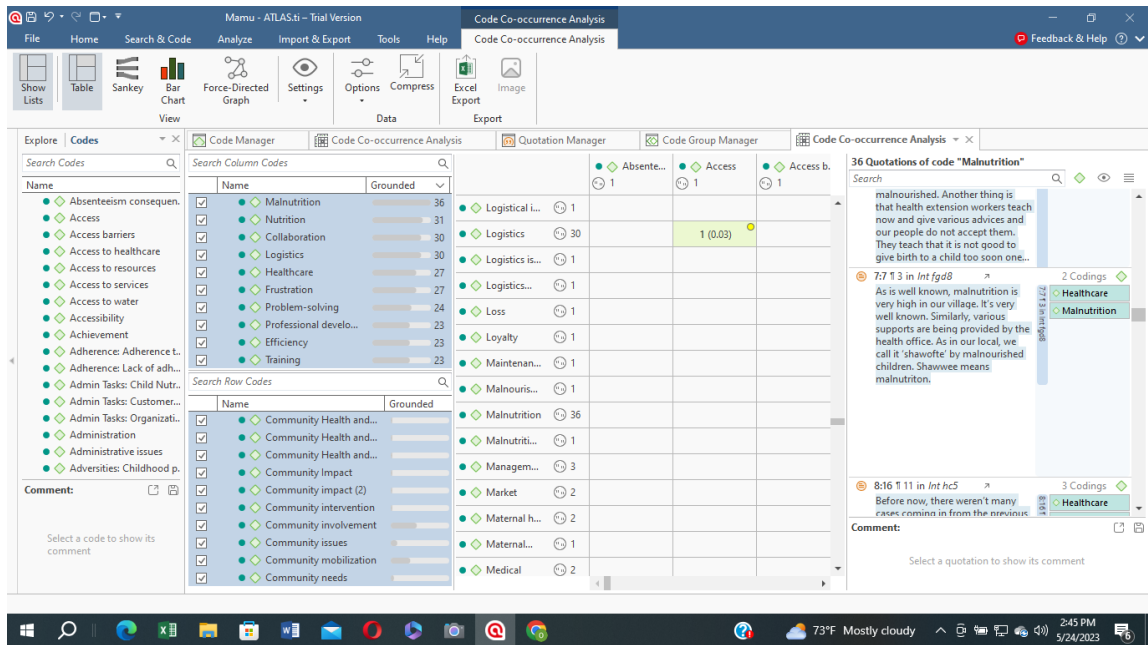 Mamu - ATLAS.ti – Trial Version
Code Co-occurrence Analysis
File Home Search & Code Analyze Import & Export Tools Help Code Co-occurrence Analysis
Feedback & Help
Show Lists
Table
Sankey
Bar Chart
Force-Directed Graph
Settings
Options
Compress
Excel Export
Image
View
Data
Export
Explore Codes
Code Manager
Code Co-occurrence Analysis
Quotation Manager
Code Group Manager
Code Co-occurrence Analysis
Search Codes
Name
Absenteeism consequen.
Access
Access barriers
Access to healthcare
Access to resources
Access to services
Access to water
Accessibility
Achievement
Adherence: Adherence t..
Adherence: Lack of adh...
Admin Tasks: Child Nutr..
Admin Tasks: Customer...
Admin Tasks: Organizati..
Administration
Administrative issues
Adversities: Childhood p.
Comment:
Select a code to show its
comment
Search Column Codes
Name Grounded
Malnutrition 36
Nutrition 31
Collaboration 30
Logistics 30
Healthcare 27
Frustration 27
Problem-solving 24
Professional develo... 23
Efficiency 23
Training 23
Search Row Codes
Name Grounded
Community Health and...
Community Health and...
Community Health and...
Community Impact
Community impact (2)
Community intervention
Community involvement
Community issues
Community mobilization
Community needs
Absente... 1
Access 1
Access b. 1
Logistical i... 1
Logistics 30 1 (0.03)
Logistics is... 1
Logistics... 1
Loss 1
Loyalty 1
Maintenan... 1
Malnouris... 1
Malnutrition 36
Malnutriti... 1
Managem... 3
Market 2
Maternal h... 2
Maternal... 1
Medical 2
36 Quotations of code "Malnutrition"
Search
malnourished. Another thing is
that health extension workers teach
now and give various advices and
our people do not accept them.
They teach that it is not good to
give birth to a child too soon one...
7:7 ¶ 3 in Int fgd8 2 Codings
As is well known, malnutrition is
very high in our village. It's very
well known. Similarly, various
supports are being provided by the
health office. As in our local, we
call it 'shawofte' by malnourished
children. Shawwee means
malnutriton.
7:7 ¶ 3 in Int fgd8
Healthcare
Malnutrition
8:16 ¶ 11 in Int hc5 3 Codings
Before now, there weren't many
cases coming in from the previous
8:16 ¶
Healthcare
Comment:
Select a quotation to show its comment
73°F Mostly cloudy
2:45 PM
5/24/2023
6